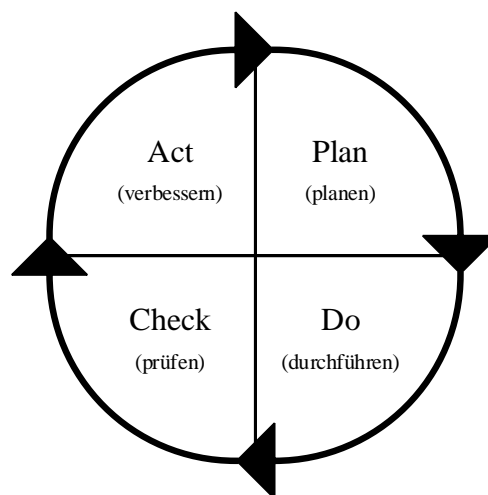 Act
(verbessern)
Plan
(planen)
Check
(prüfen)
Do
(durchführen)